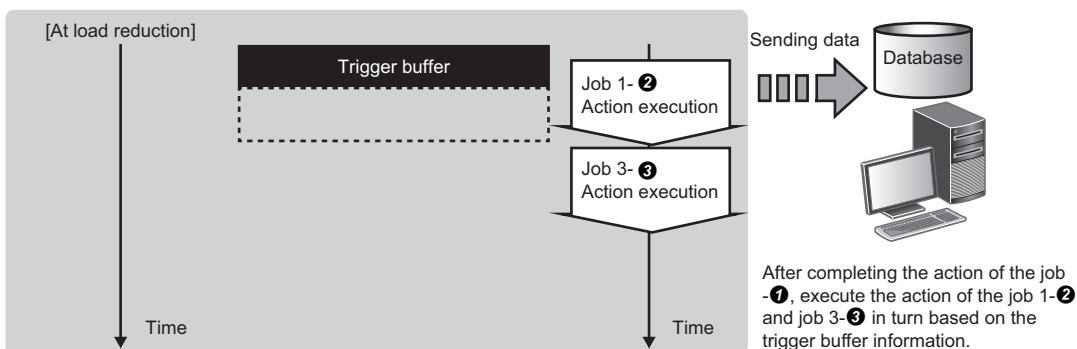 [At load reduction]
Trigger buffer
Job 1-❷
Action execution
Job 3-❸
Action execution
Time
Time
Sending data
Database
After completing the action of the job
-❶, execute the action of the job 1-❷
and job 3-❸ in turn based on the
trigger buffer information.